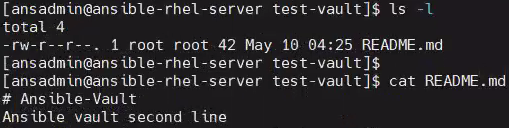 [ansadmin@ansible-rhel-server test-vault]$ ls -l
total 4
-rw-r--r--. 1 root root 42 May 10 04:25 README.md
[ansadmin@ansible-rhel-server test-vault]$
[ansadmin@ansible-rhel-server test-vault]$ cat README.md
# Ansible-Vault
Ansible vault second line